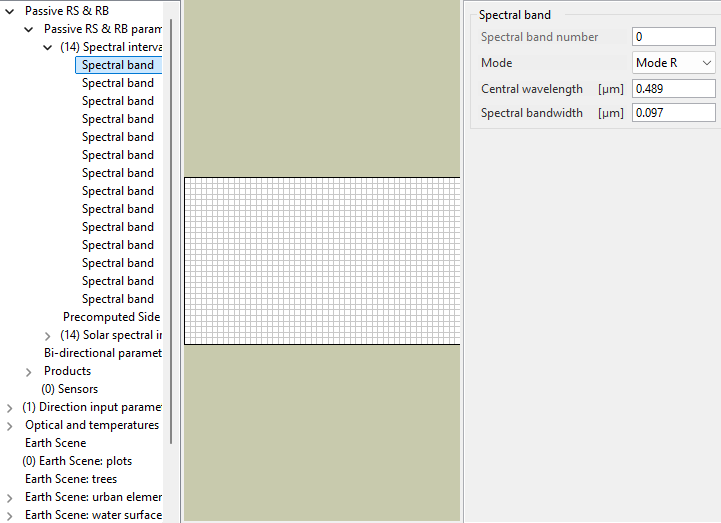 Passive RS & RB
Passive RS & RB param
(14) Spectral interva
Spectral band
Spectral band
Spectral band
Spectral band
Spectral band
Spectral band
Spectral band
Spectral band
Spectral band
Spectral band
Spectral band
Spectral band
Spectral band
Spectral band
Precomputed Side
(14) Solar spectral in
Bi-directional paramet
Products
(0) Sensors
(1) Direction input parame
Optical and temperatures
Earth Scene
(0) Earth Scene: plots
Earth Scene: trees
Earth Scene: urban elemer
Earth Scene: water surface
Spectral band
Spectral band number 0
Mode Mode R
Central wavelength [µm] 0.489
Spectral bandwidth [µm] 0.097